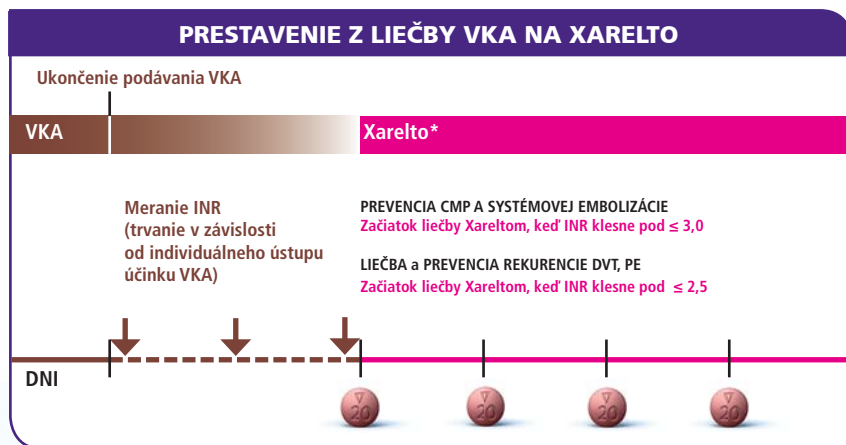 PRESTAVENIE Z LIEČBY VKA NA XARELTO
Ukončenie podávania VKA
VKA
Xarelto*
Meranie INR
(trvanie v závislosti
od individuálneho ústupu
účinku VKA)
PREVENCIA CMP A SYSTÉMOVEJ EMBOLIZÁCIE
Začiatok liečby Xareltom, keď INR klesne pod ≤ 3,0
LIEČBA a PREVENCIA REKURENCIE DVT, PE
Začiatok liečby Xareltom, keď INR klesne pod ≤ 2,5
DNI
20
20
20
20